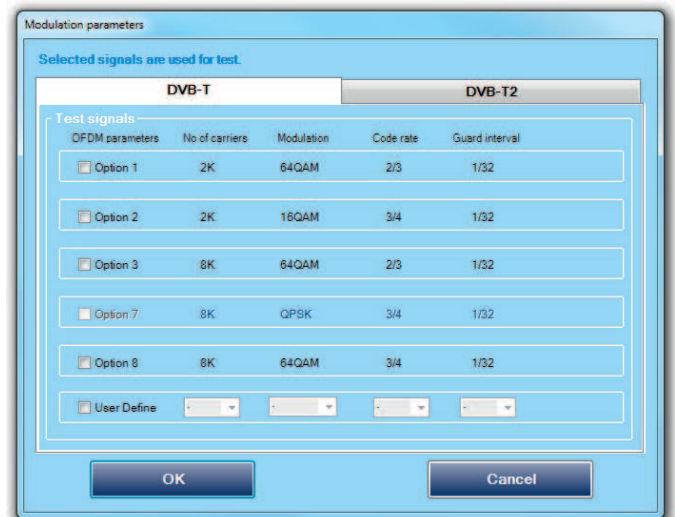 Modulation parameters
Selected signals are used for test.
DVB-T DVB-T2
Test signals
OFDM parameters No of carriers Modulation Code rate Guard interval
Option 1 2K 64QAM 2/3 1/32
Option 2 2K 16QAM 3/4 1/32
Option 3 8K 64QAM 2/3 1/32
Option 7 8K QPSK 3/4 1/32
Option 8 8K 64QAM 3/4 1/32
User Define - - - -
OK Cancel